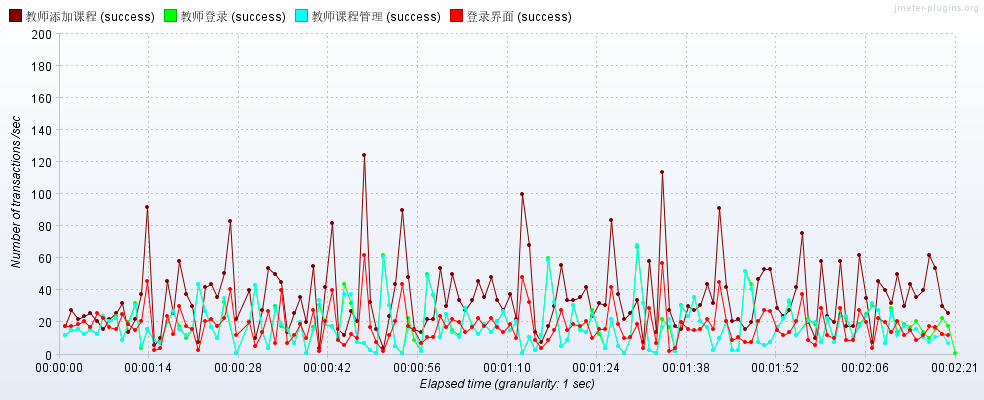 jmeter-plugins.org
教师添加课程 (success) 教师登录 (success) 教师课程管理 (success) 登录界面 (success)
200
180
160
140
120
100
80
60
40
20
0
Number of transactions /sec
00:00:00 00:00:14 00:00:28 00:00:42 00:00:56 00:01:10 00:01:24 00:01:38 00:01:52 00:02:06 00:02:21
Elapsed time (granularity: 1 sec)